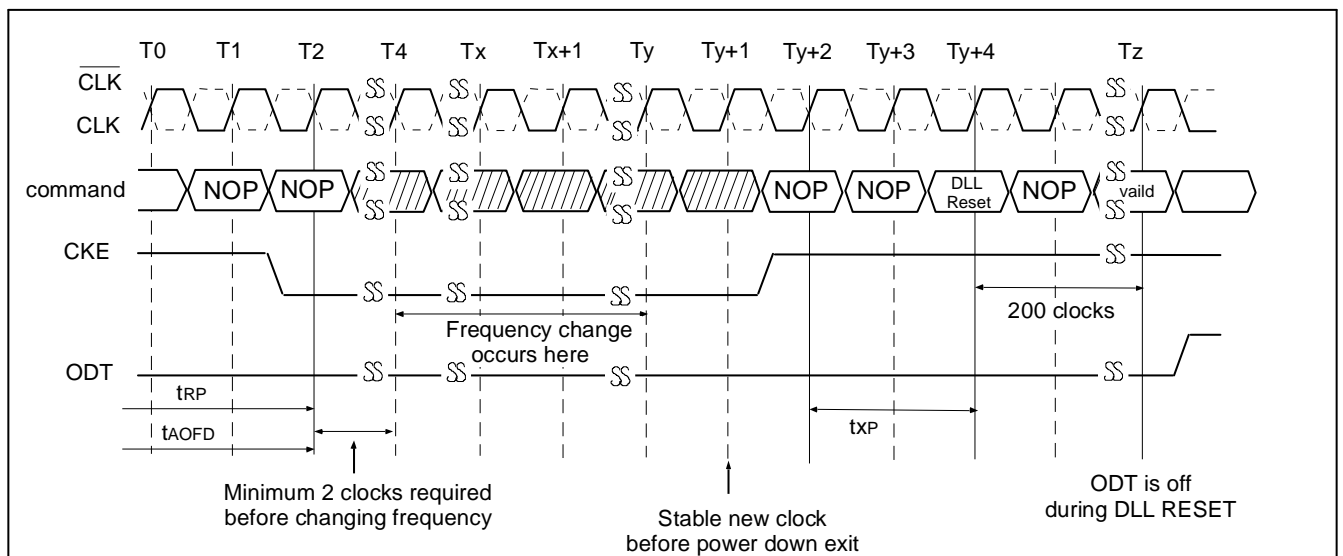 T0 T1 T2 T4 Tx Tx+1 Ty Ty+1 Ty+2 Ty+3 Ty+4 Tz
CLK
CLK
command NOP NOP NOP NOP DLL Reset NOP vaild
CKE
200 clocks
Frequency change
occurs here
ODT
tRP
tXP
tAOFD
Minimum 2 clocks required
before changing frequency
Stable new clock
before power down exit
ODT is off
during DLL RESET